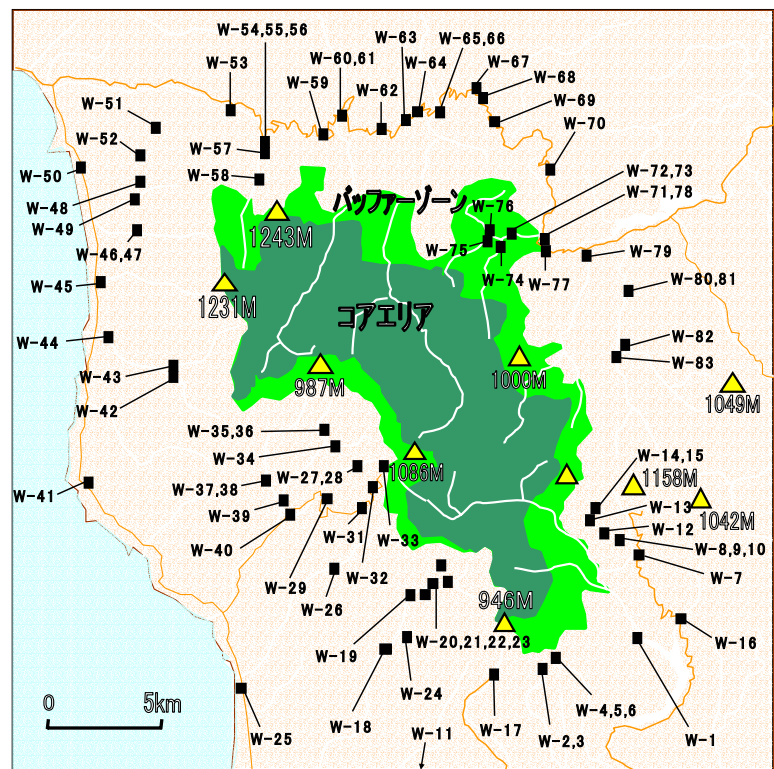 W-54,55,56
W-63
W-65,66
W-60,61
W-67
W-53
W-64
W-68
W-59
W-62
W-69
W-51
W-70
W-52
W-57
W-72,73
W-50
W-58
W-71,78
W-48
バッファーゾーン
W-76
W-49
1243M
W-75
W-46,47
W-74
W-77
W-79
W-45
W-80,81
1231M
コアエリア
W-44
W-82
W-83
W-43
987M
1000M
W-42
1049M
W-35,36
W-34
W-14,15
W-27,28
1086M
1158M
W-37,38
W-41
W-13
1042M
W-39
W-12
W-31
W-33
W-8,9,10
W-40
W-7
W-29
W-32
W-26
946M
W-16
W-20,21,22,23
W-19
W-24
W-4,5,6
0 5km
W-18
W-11
W-17
W-25
W-2,3
W-1